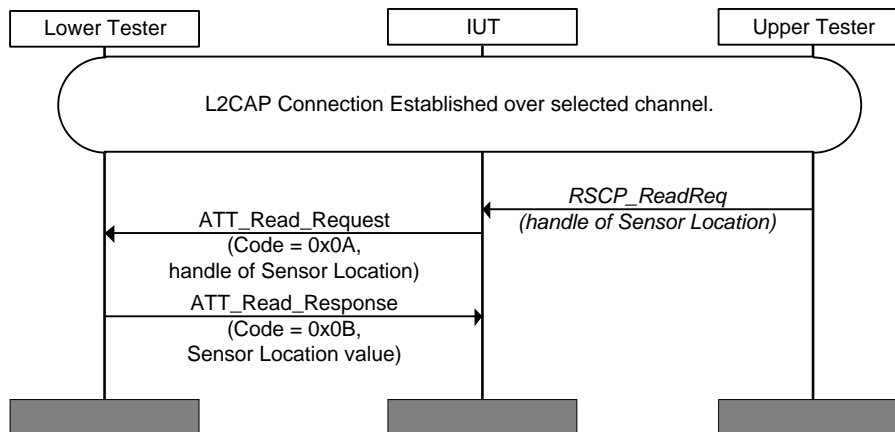 Lower Tester
IUT
Upper Tester
L2CAP Connection Established over selected channel.
RSCP_ReadReq
(handle of Sensor Location)
ATT_Read_Request
(Code = 0x0A,
handle of Sensor Location)
ATT_Read_Response
(Code = 0x0B,
Sensor Location value)